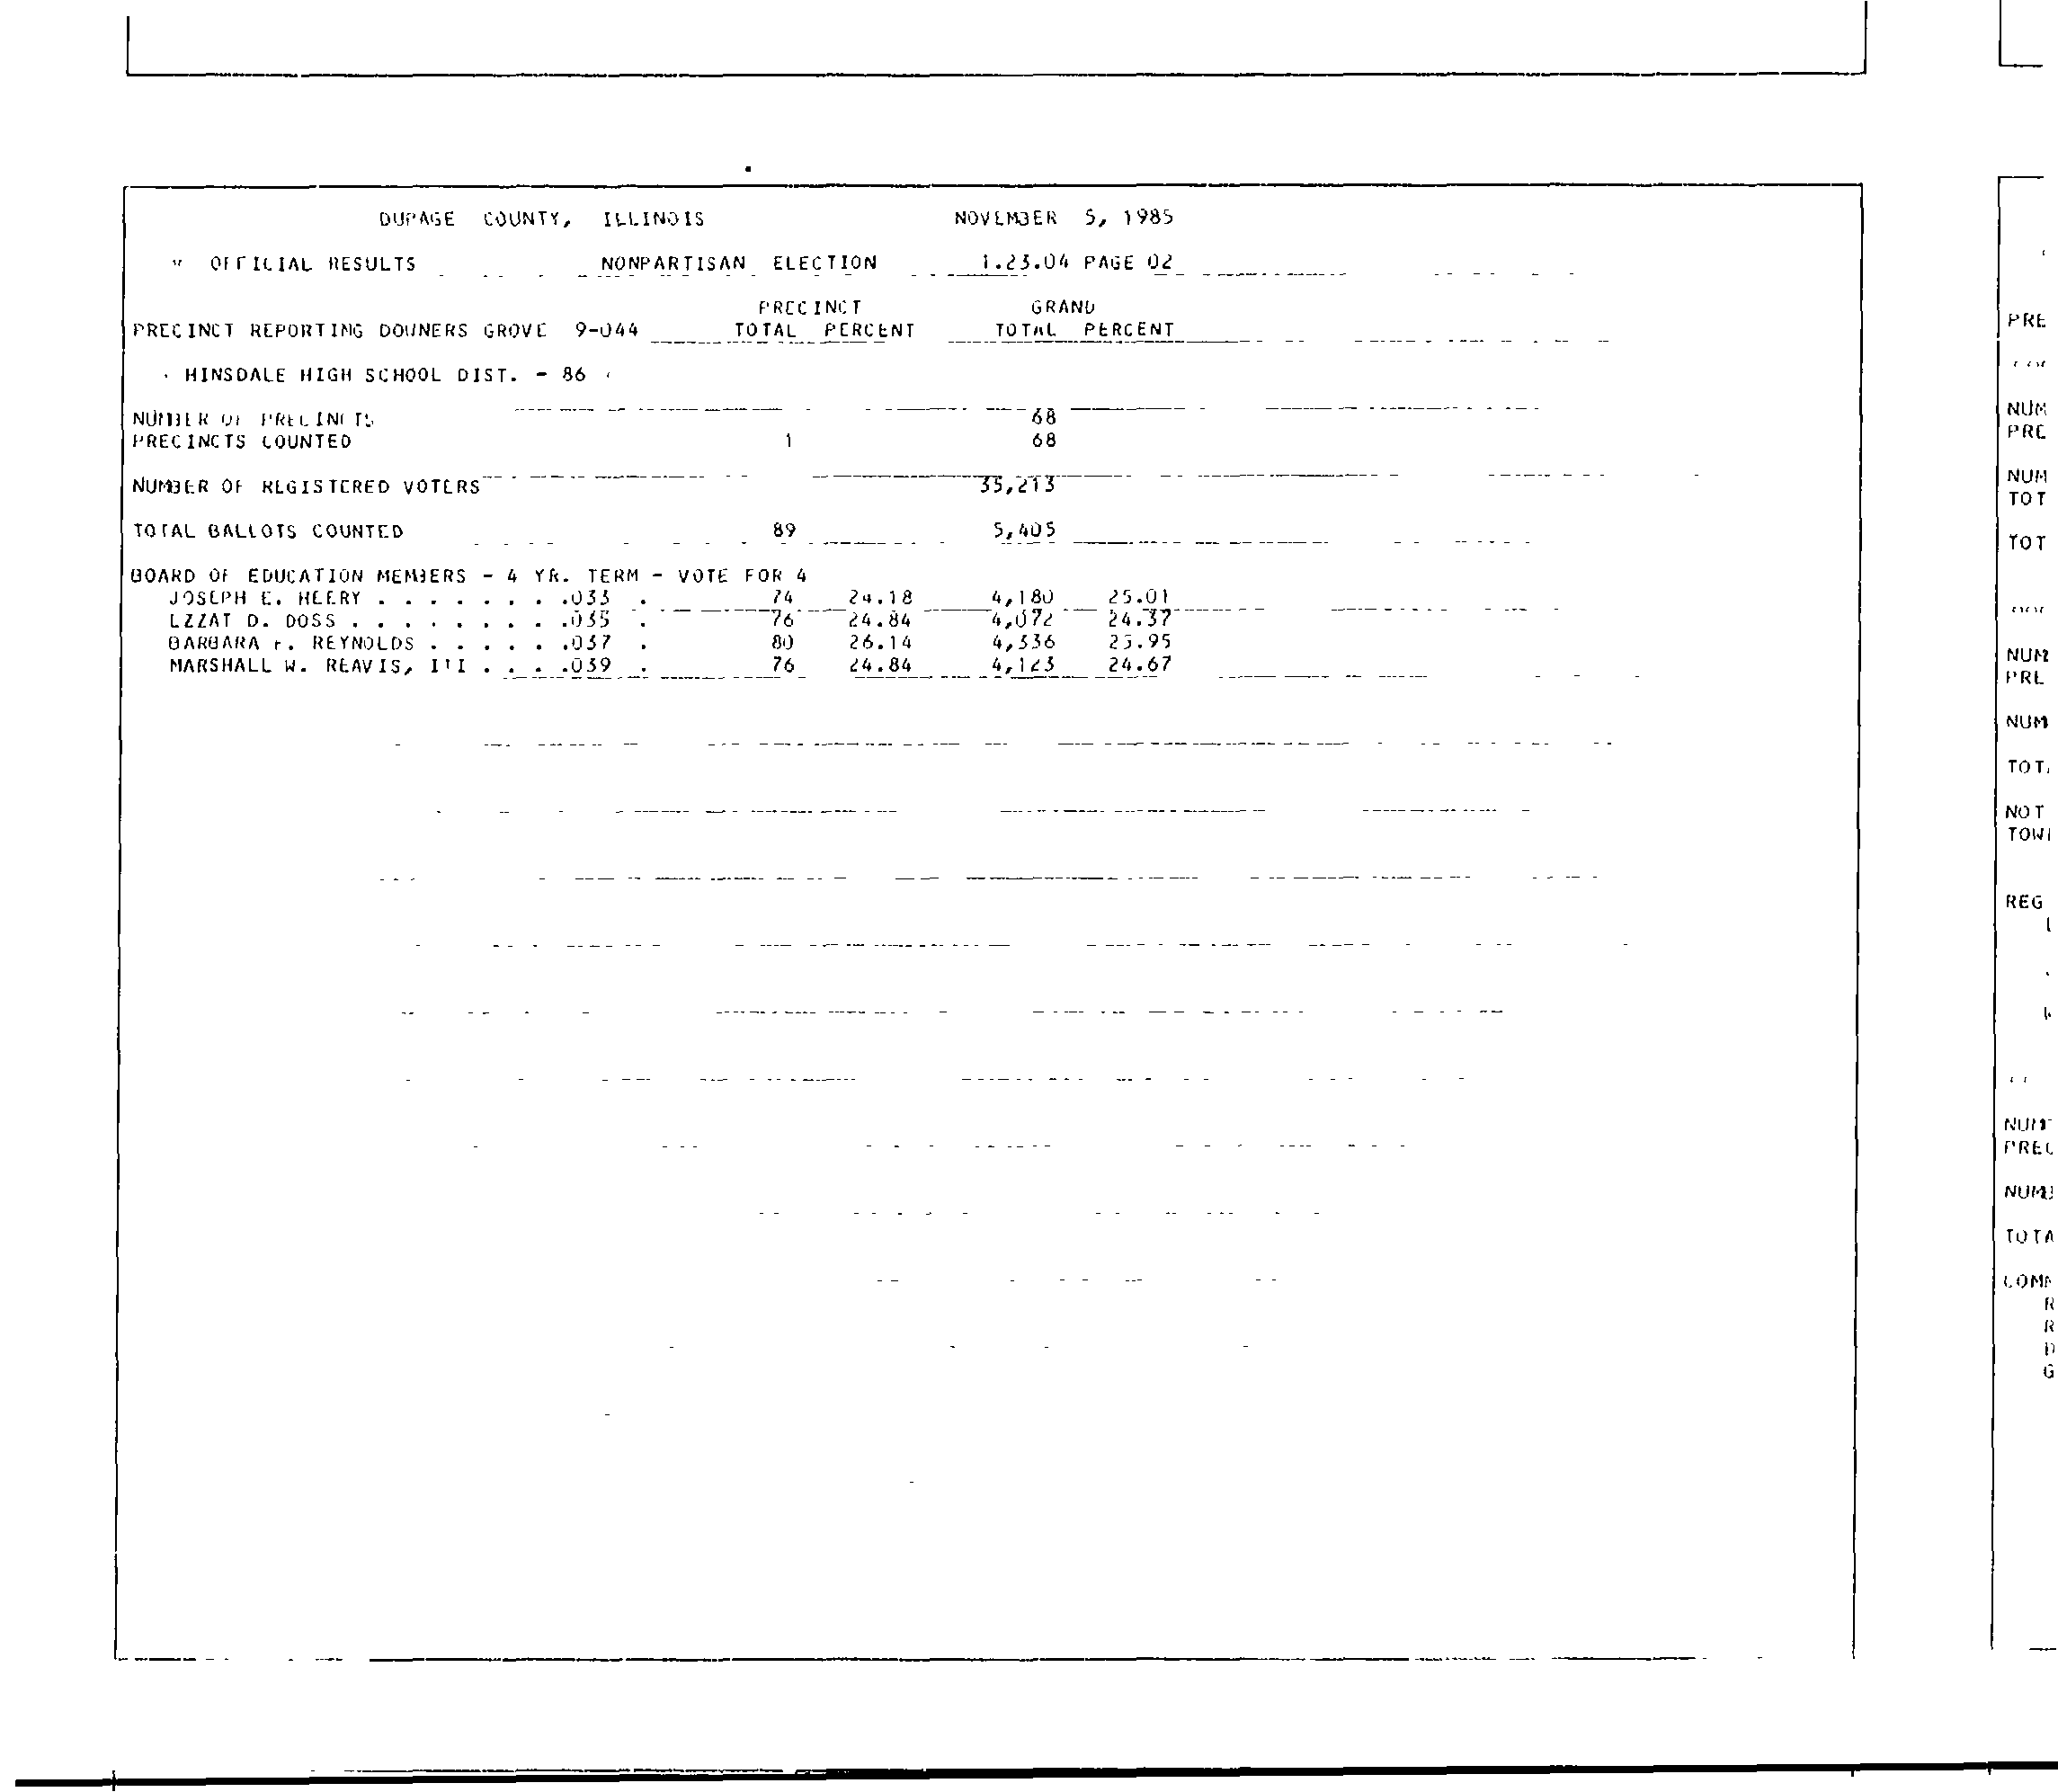 DUPAGE COUNTY, ILLINOIS NOVEMBER 5, 1985
OFFICIAL RESULTS NONPARTISAN ELECTION 1.23.04 PAGE 02
PRECINCT GRAND
PRECINCT REPORTING DOWNERS GROVE 9-044 TOTAL PERCENT TOTAL PERCENT
HINSDALE HIGH SCHOOL DIST. - 86
NUMBER OF PRECINCTS 68
PRECINCTS COUNTED 1 68
NUMBER OF REGISTERED VOTERS 35,213
TOTAL BALLOTS COUNTED 89 5,405
BOARD OF EDUCATION MEMBERS - 4 YR. TERM - VOTE FOR 4
JOSEPH E. HEERY . . . . . . . .033 . 74 24.18 4,180 25.01
EZZAT D. DOSS . . . . . . . . .035 . 76 24.84 4,072 24.37
BARBARA F. REYNOLDS . . . . . .037 . 80 26.14 4,336 25.95
MARSHALL W. REAVIS, III . . . .039 . 76 24.84 4,123 24.67
PRE
NUM
PRE
NUM
TOT
TOT
NUM
PRE
NUM
TOT
NOT
TOW
REG
NUM
PREC
NUMB
TOTA
COMM
R
R
D
G